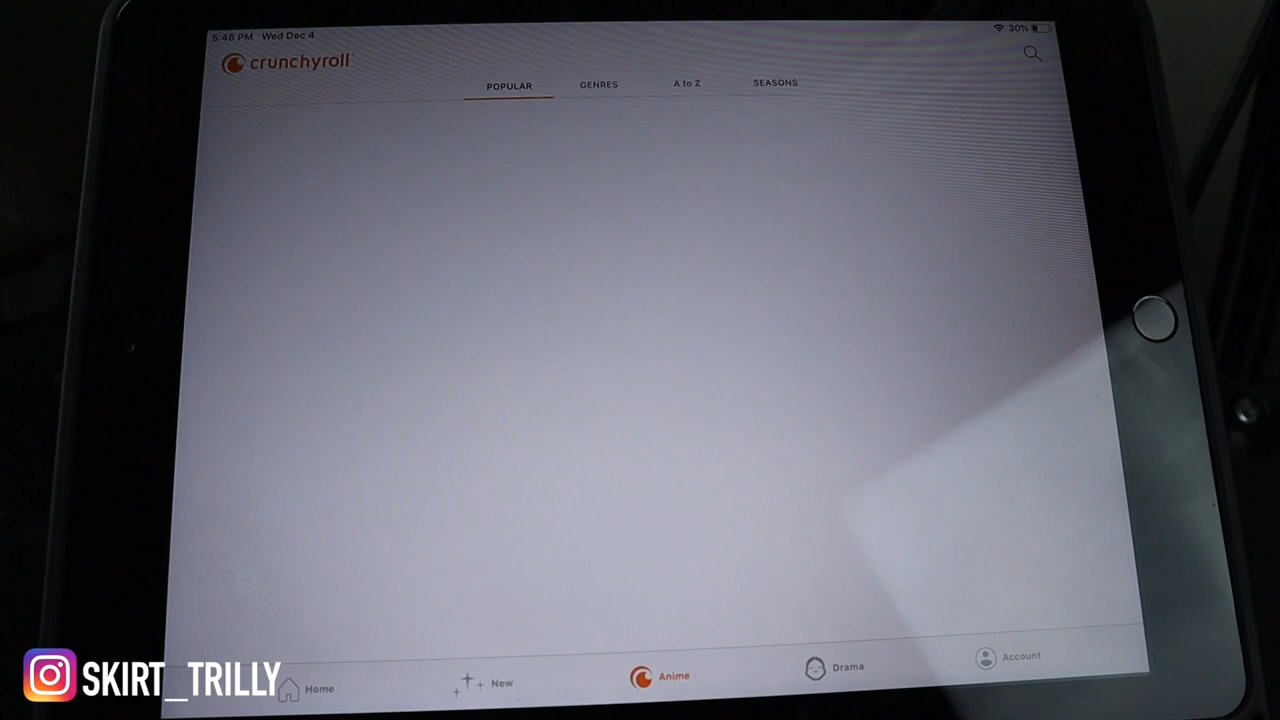 5:46 PM Wed Dec 4
30%
crunchyroll
POPULAR GENRES A to Z SEASONS
Home New Anime Drama Account
SKIRT_TRILLY